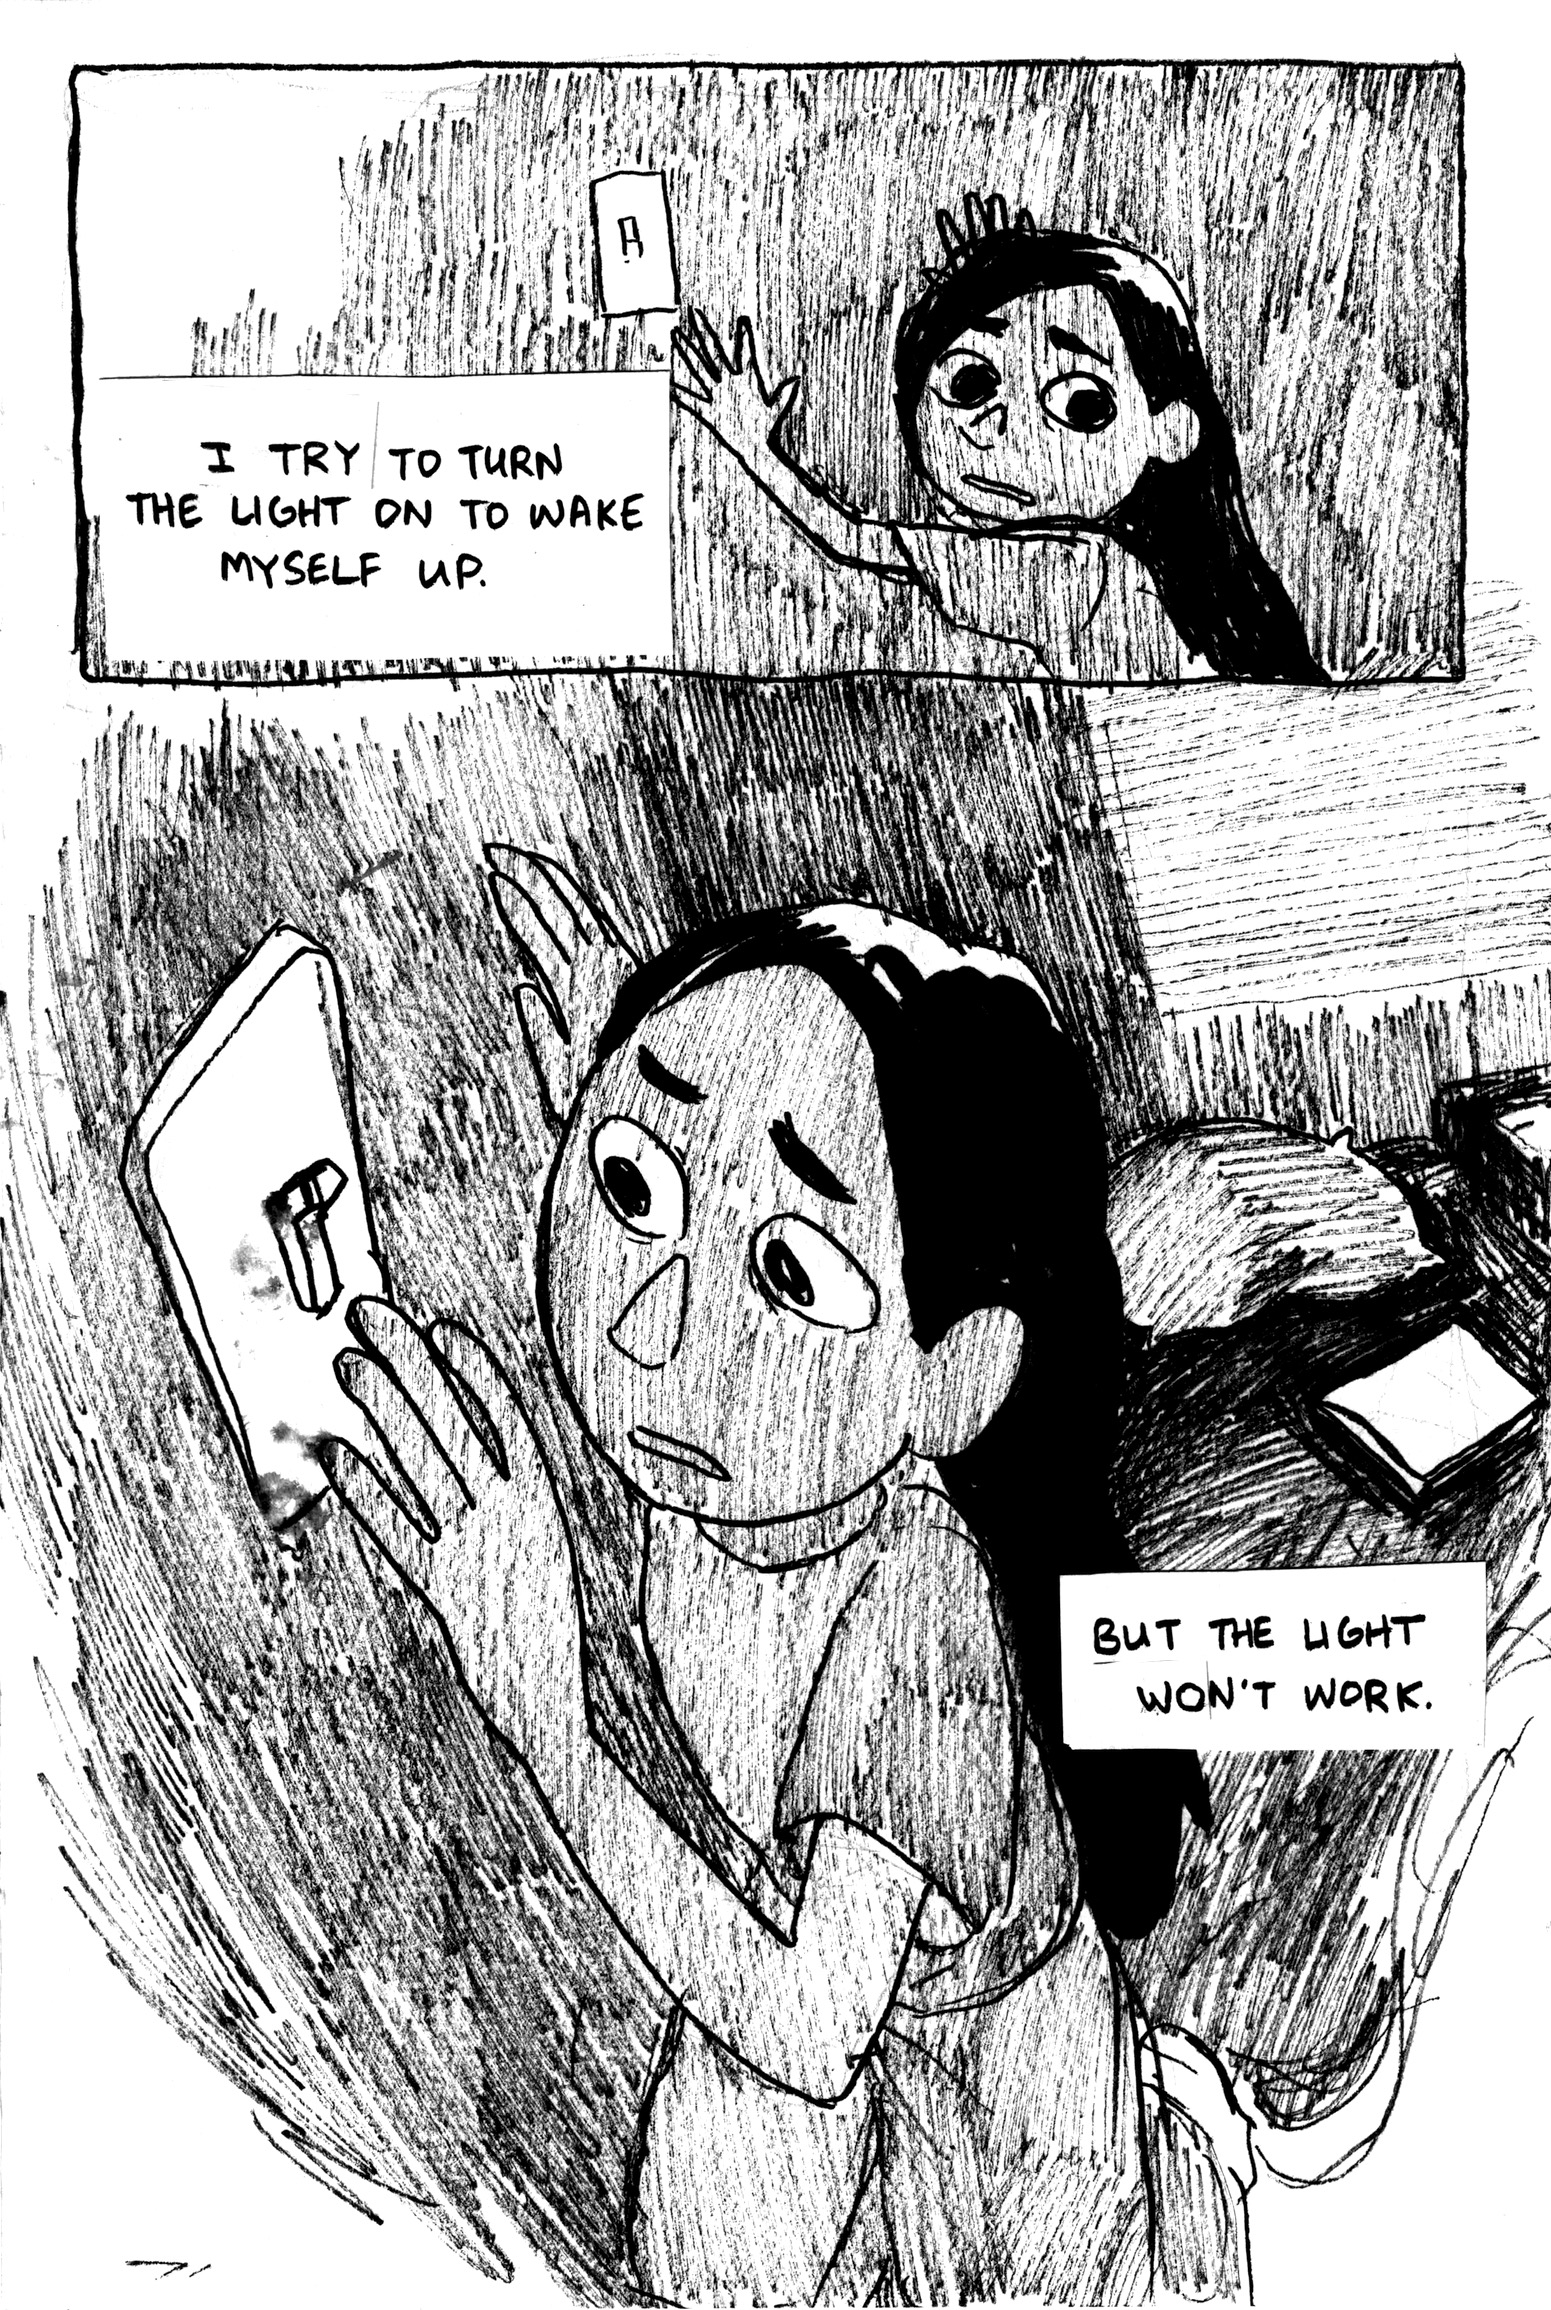 I TRY TO TURN
THE LIGHT ON TO WAKE
MYSELF UP.
BUT THE LIGHT
WON'T WORK.